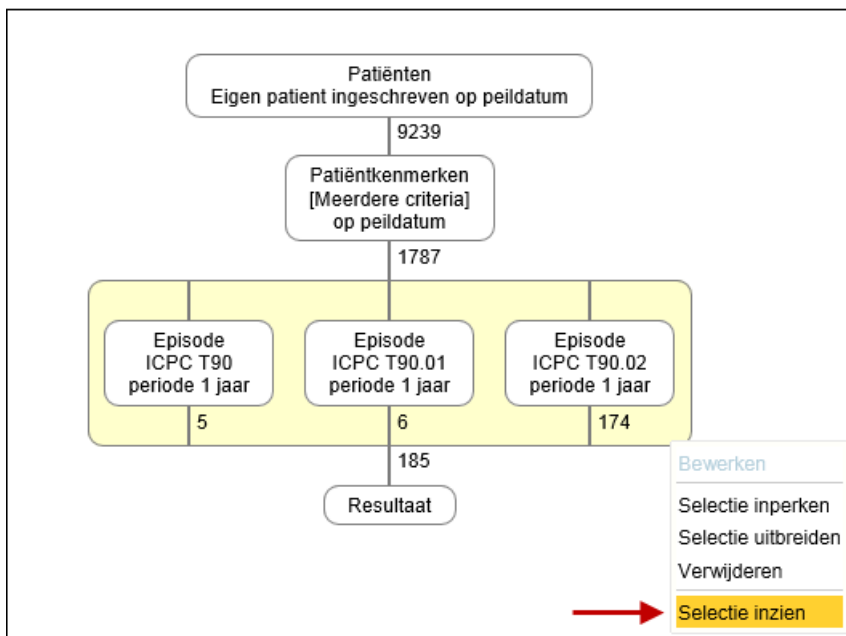 Patiënten
Eigen patient ingeschreven op peildatum
9239
Patiëntkenmerken
[Meerdere criteria]
op peildatum
1787
Episode
ICPC T90
periode 1 jaar
Episode
ICPC T90.01
periode 1 jaar
Episode
ICPC T90.02
periode 1 jaar
5
6
174
185
Resultaat
Bewerken
Selectie inperken
Selectie uitbreiden
Verwijderen
Selectie inzien